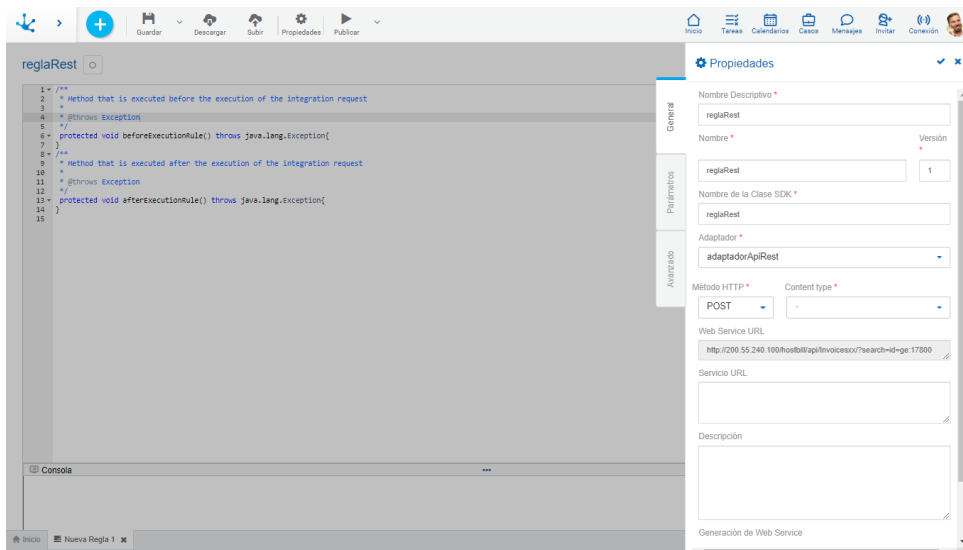 Guardar
Descargar
Subir
Propiedades
Publicar
Inicio
Tareas
Calendarios
Casos
Mensajes
Invitar
Conexión
reglaRest
1 /**
2 * Method that is executed before the execution of the integration request
3 *
4 * @throws Exception
5 */
6 protected void beforeExecutionRule() throws java.lang.Exception{
7 }
8 /**
9 * Method that is executed after the execution of the integration request
10 *
11 * @throws Exception
12 */
13 protected void afterExecutionRule() throws java.lang.Exception{
14 }
15
Consola
Inicio
Nueva Regla 1
General
Parámetros
Avanzado
Propiedades
Nombre Descriptivo *
reglaRest
Nombre *
Versión *
reglaRest
1
Nombre de la Clase SDK *
reglaRest
Adaptador *
adaptadorApiRest
Método HTTP *
Content type *
POST
-
Web Service URL
http://200.55.240.100/hostbill/api/Invoicesxx/?search=id=ge:17800
Servicio URL
Descripción
Generación de Web Service